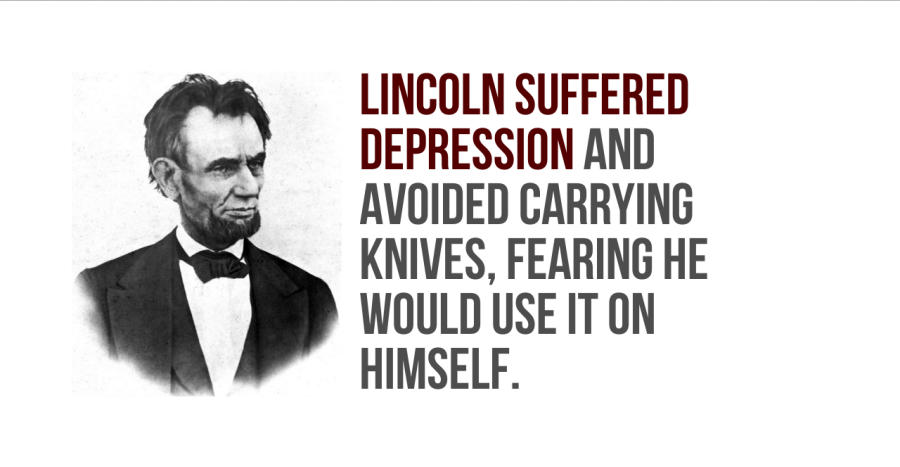 LINCOLN SUFFERED
DEPRESSION AND
AVOIDED CARRYING
KNIVES, FEARING HE
WOULD USE IT ON
HIMSELF.